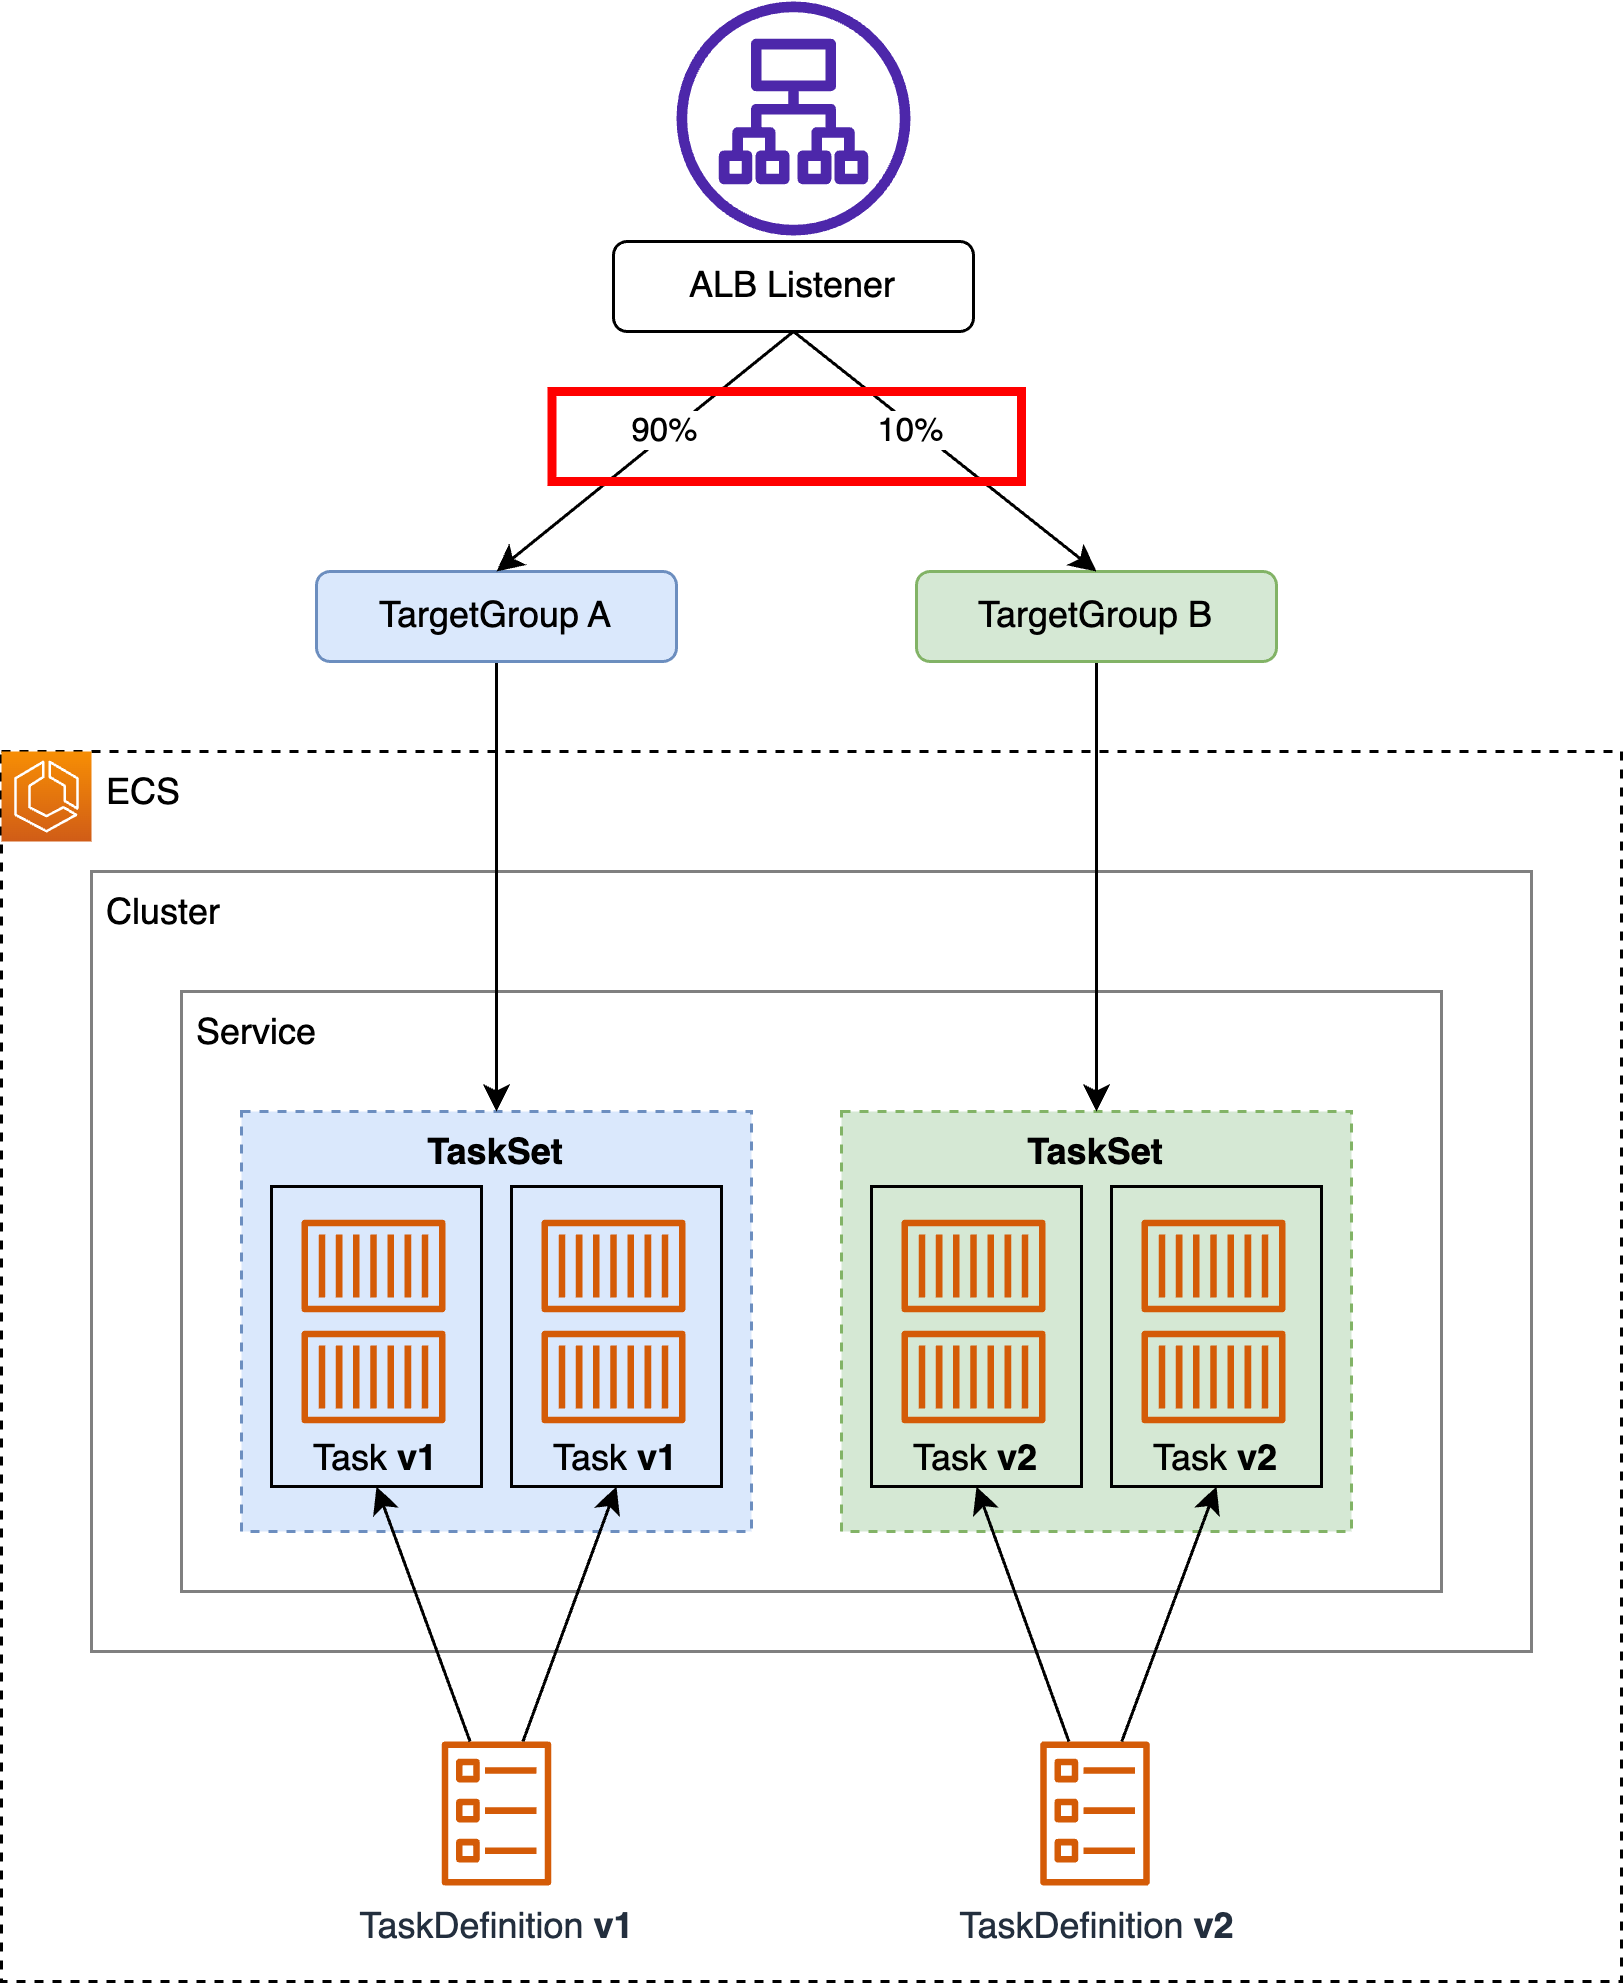 ALB Listener
90%
10%
TargetGroup A
TargetGroup B
ECS
Cluster
Service
TaskSet
TaskSet
Task v1
Task v1
Task v2
Task v2
TaskDefinition v1
TaskDefinition v2